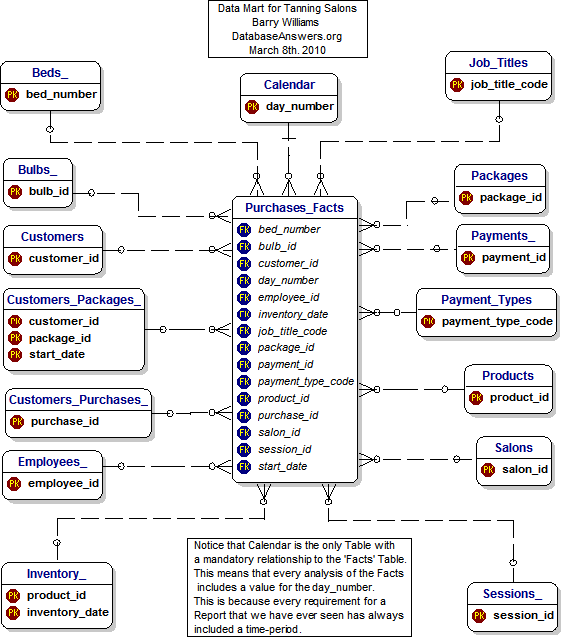 Data Mart for Tanning Salons
Barry Williams
DatabaseAnswers.org
March 8th. 2010
Beds_
PK bed_number
Calendar
PK day_number
Job_Titles
PK job_title_code
Bulbs_
PK bulb_id
Customers
PK customer_id
Customers_Packages_
PK customer_id
PK package_id
PK start_date
Customers_Purchases_
PK purchase_id
Employees_
PK employee_id
Inventory_
PK product_id
PK inventory_date
Purchases_Facts
FK bed_number
FK bulb_id
FK customer_id
FK day_number
FK employee_id
FK inventory_date
FK job_title_code
FK package_id
FK payment_id
FK payment_type_code
FK product_id
FK purchase_id
FK salon_id
FK session_id
FK start_date
Packages
PK package_id
Payments_
PK payment_id
Payment_Types
PK payment_type_code
Products
PK product_id
Salons
PK salon_id
Sessions_
PK session_id
Notice that Calendar is the only Table with
a mandatory relationship to the 'Facts' Table.
This means that every analysis of the Facts
includes a value for the day_number.
This is because every requirement for a
Report that we have ever seen has always
included a time-period.